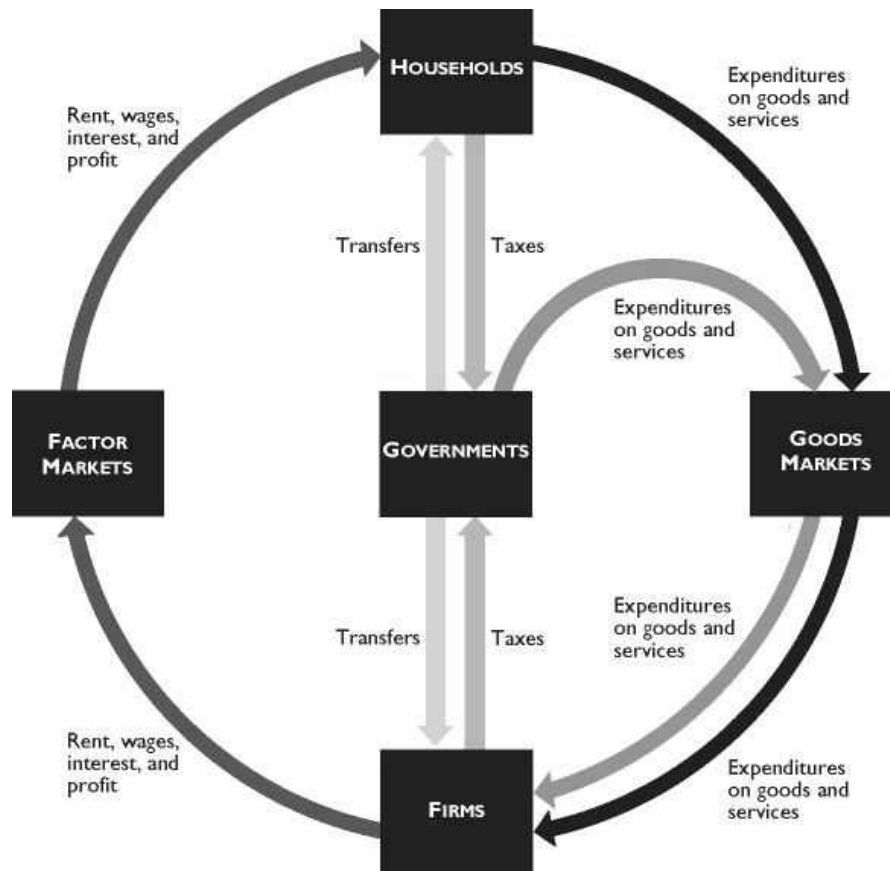 HOUSEHOLDS
Expenditures
on goods and
services
Rent, wages,
interest, and
profit
Transfers
Taxes
Expenditures
on goods and
services
FACTOR
MARKETS
GOVERNMENTS
GOODS
MARKETS
Expenditures
on goods and
services
Transfers
Taxes
Rent, wages,
interest, and
profit
Expenditures
on goods and
services
FIRMS